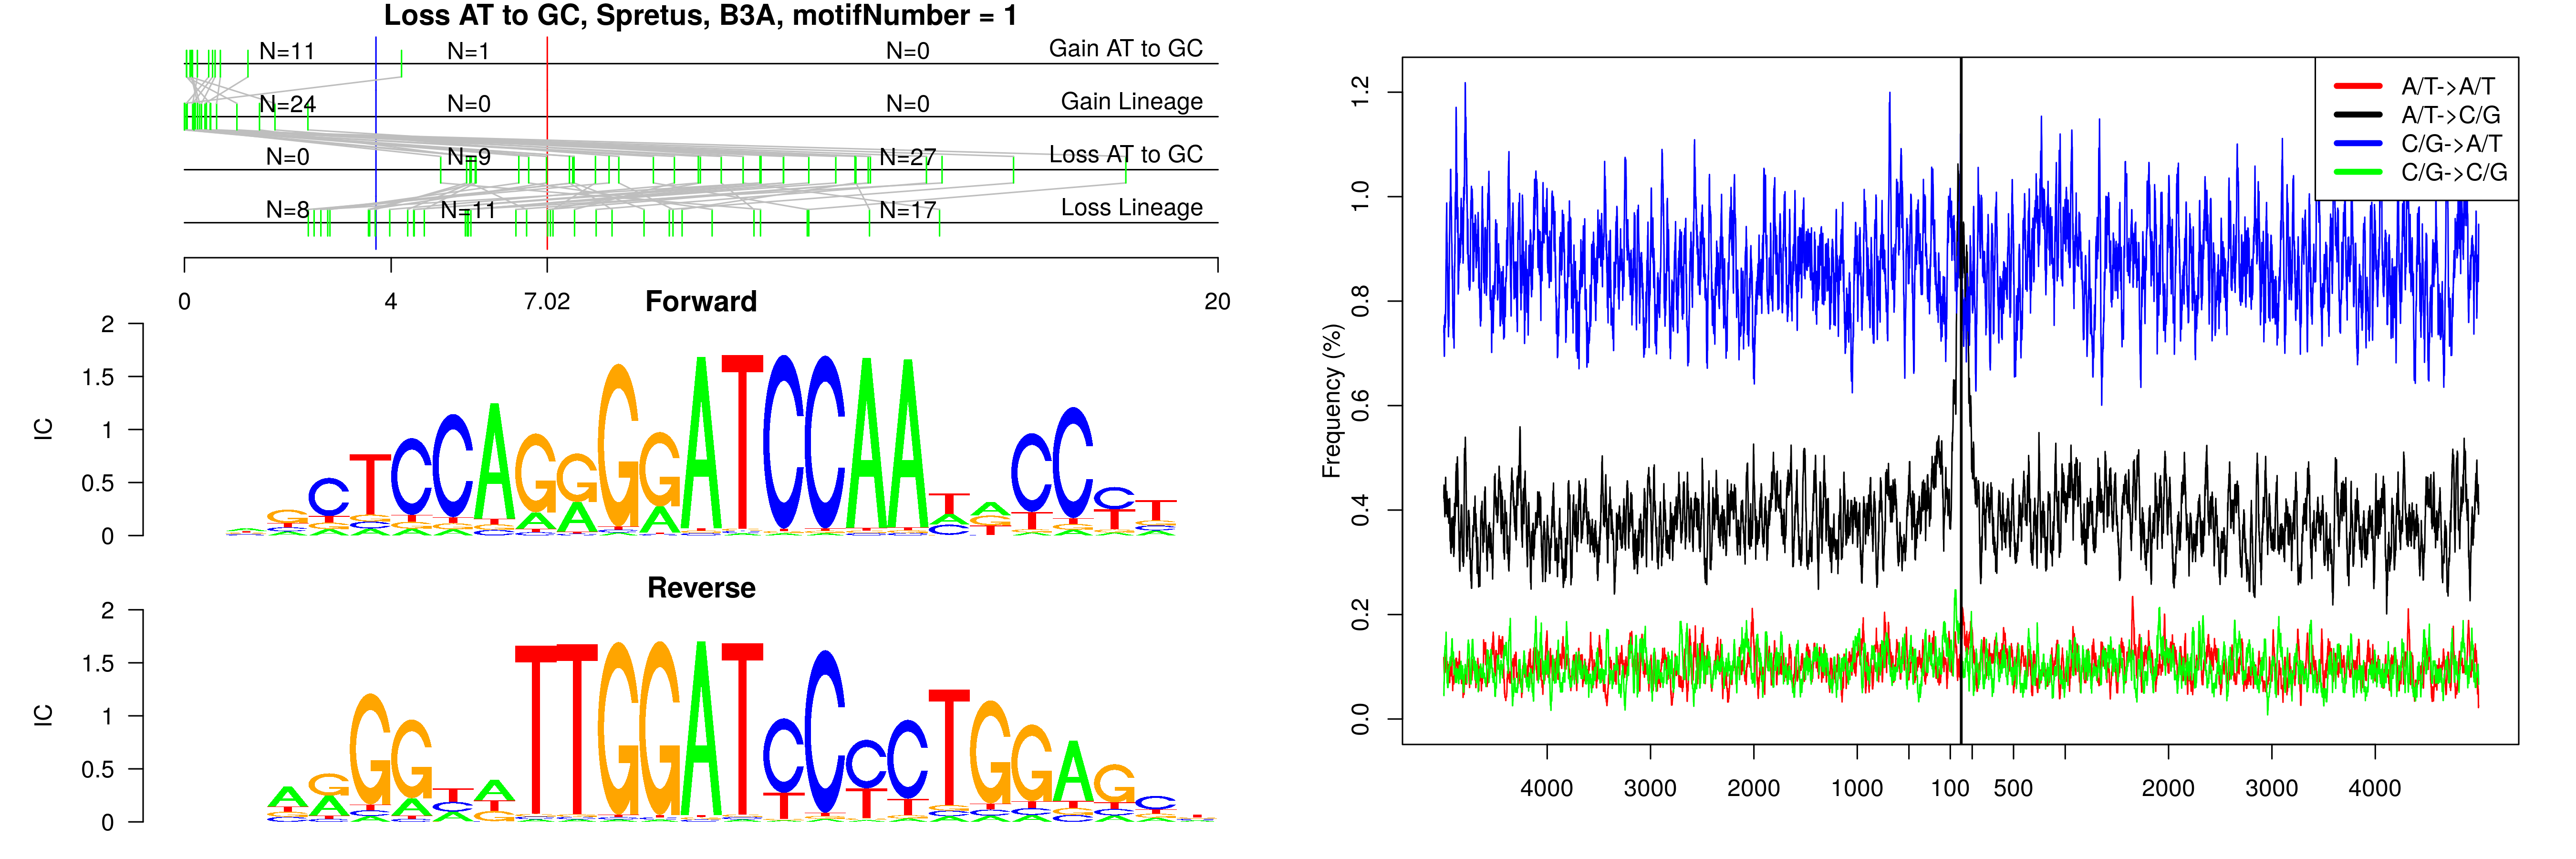 Loss AT to GC, Spretus, B3A, motifNumber = 1
N=11 N=1 N=0 Gain AT to GC
N=24 N=0 N=0 Gain Lineage
N=0 N=9 N=27 Loss AT to GC
N=8 N=11 N=17 Loss Lineage
0 4 7.02 20
Forward
IC
2
1.5
1
0.5
0
Reverse
IC
2
1.5
1
0.5
0
Frequency (%)
1.2
1.0
0.8
0.6
0.4
0.2
0.0
4000 3000 2000 1000 100 500 2000 3000 4000
A/T->A/T
A/T->C/G
C/G->A/T
C/G->C/G